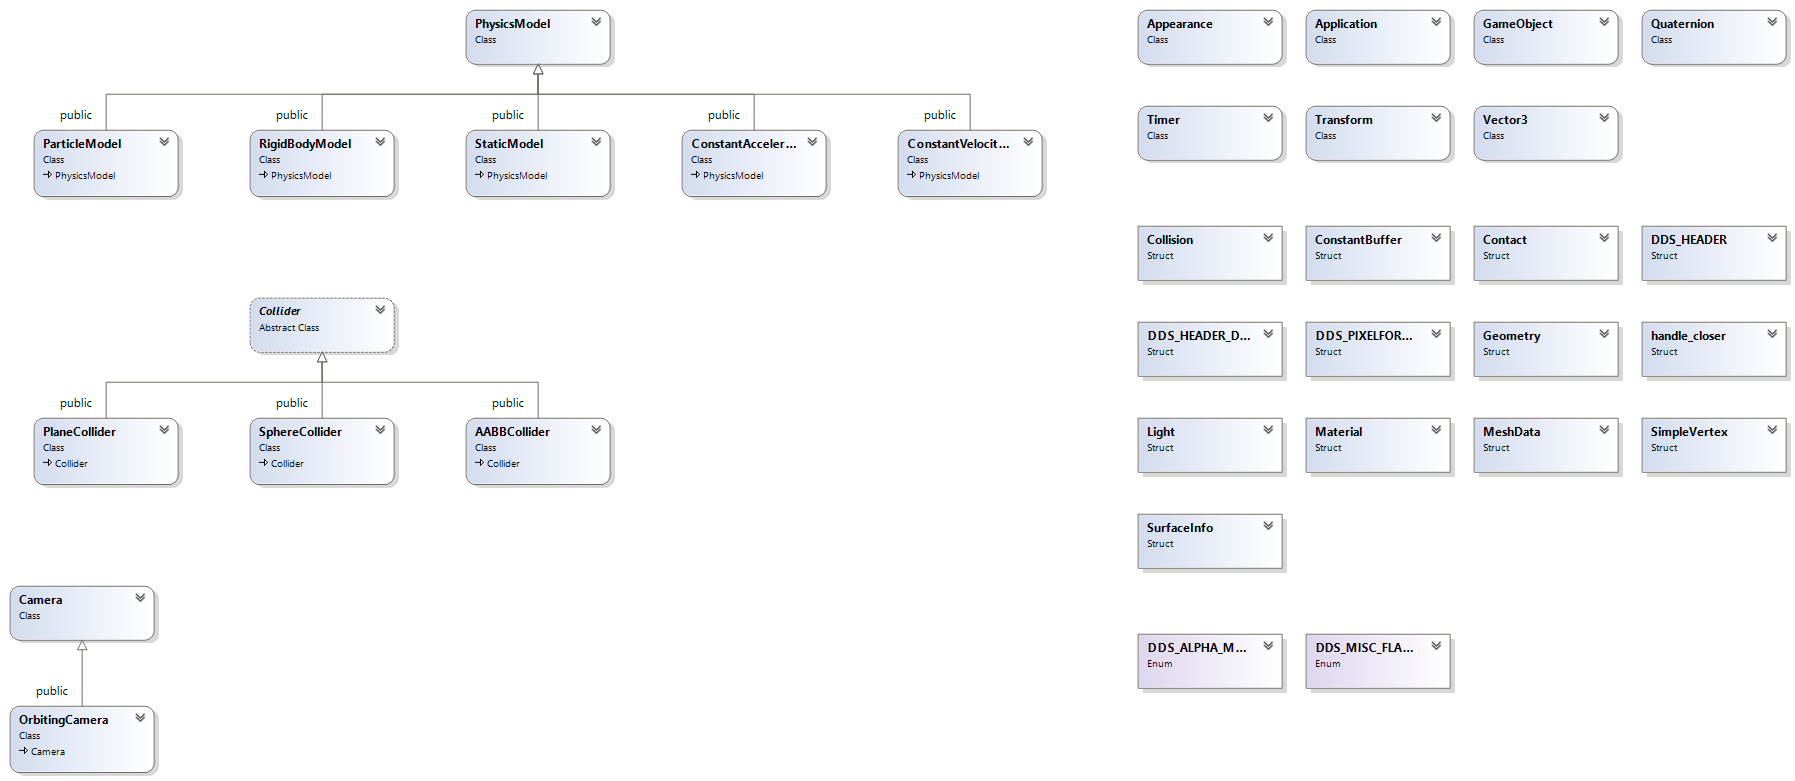 PhysicsModel
Class
public
public
public
public
public
ParticleModel
Class
PhysicsModel
RigidBodyModel
Class
PhysicsModel
StaticModel
Class
PhysicsModel
ConstantAcceler...
Class
PhysicsModel
ConstantVelocit...
Class
PhysicsModel
Collider
Abstract Class
public
public
public
PlaneCollider
Class
Collider
SphereCollider
Class
Collider
AABBCollider
Class
Collider
Camera
Class
public
OrbitingCamera
Class
Camera
Appearance
Class
Application
Class
GameObject
Class
Quaternion
Class
Timer
Class
Transform
Class
Vector3
Class
Collision
Struct
ConstantBuffer
Struct
Contact
Struct
DDS_HEADER
Struct
DDS_HEADER_D...
Struct
DDS_PIXELFOR...
Struct
Geometry
Struct
handle_closer
Struct
Light
Struct
Material
Struct
MeshData
Struct
SimpleVertex
Struct
SurfaceInfo
Struct
DDS_ALPHA_M...
Enum
DDS_MISC_FLA...
Enum